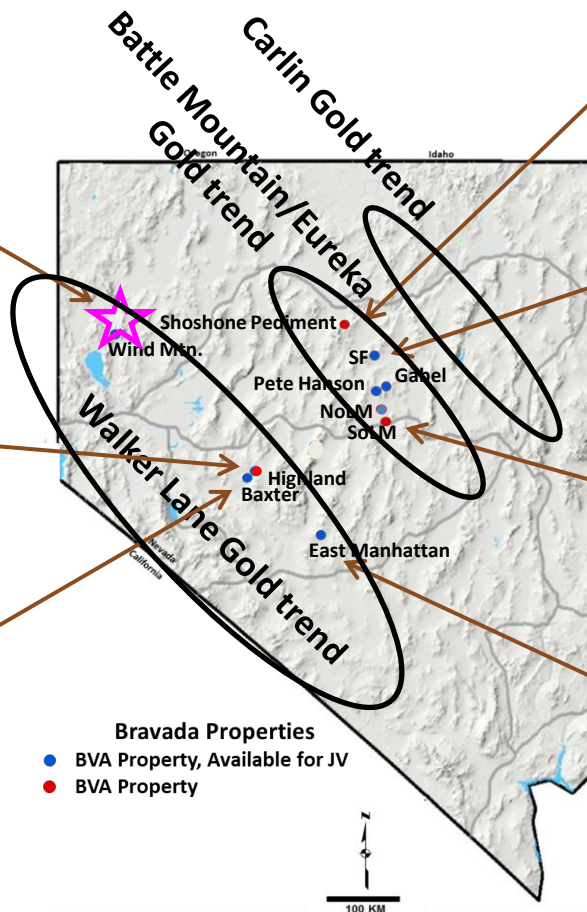 Carlin Gold trend
Battle Mountain/Eureka
Gold trend
Oregon
Idaho
Shoshone Pediment
Wind Mtn.
SF
Gabel
Pete Hanson
NoLM
SoLM
Walker Lane Gold trend
Highland
Baxter
East Manhattan
Nevada
California
Bravada Properties
BVA Property, Available for JV
BVA Property
N
100 KM